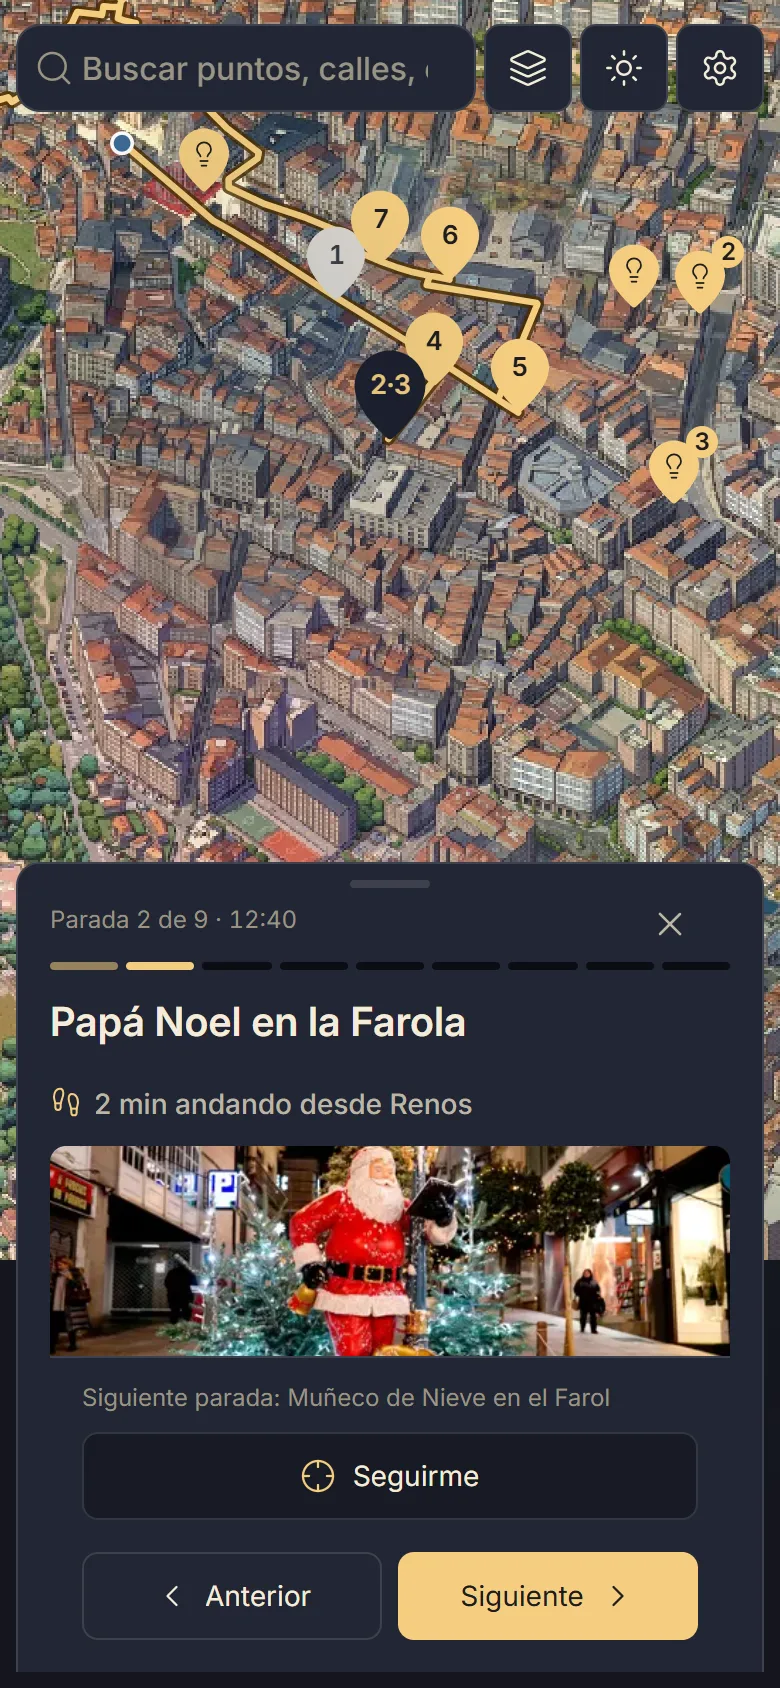 Buscar puntos, calles,
7
6
1
2
4
5
2·3
3
Parada 2 de 9 · 12:40
Papá Noel en la Farola
2 min andando desde Renos
P
Siguiente parada: Muñeco de Nieve en el Farol
Seguirme
Anterior
Siguiente